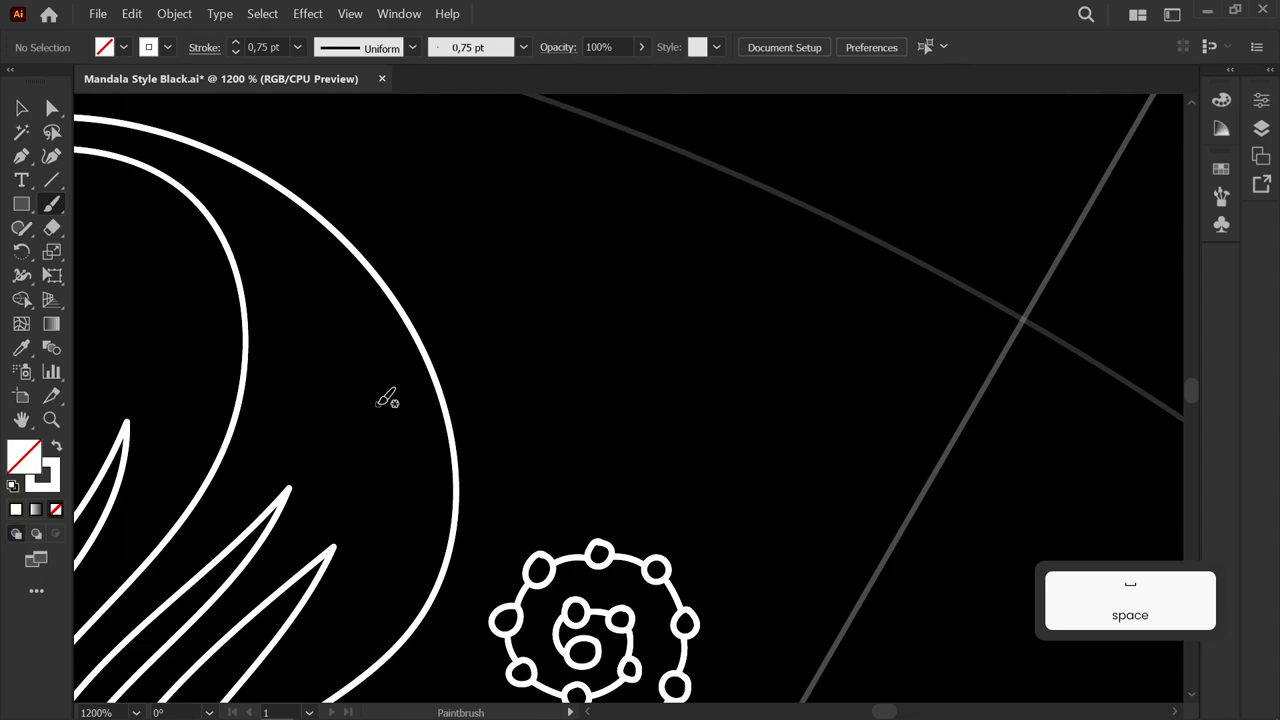 Ai File Edit Object Type Select Effect View Window Help
No Selection Stroke: 0,75 pt Uniform 0,75 pt Opacity: 100% Style: Document Setup Preferences
Mandala Style Black.ai* @ 1200 % (RGB/CPU Preview)
T
space
1200% 0° 1 Paintbrush